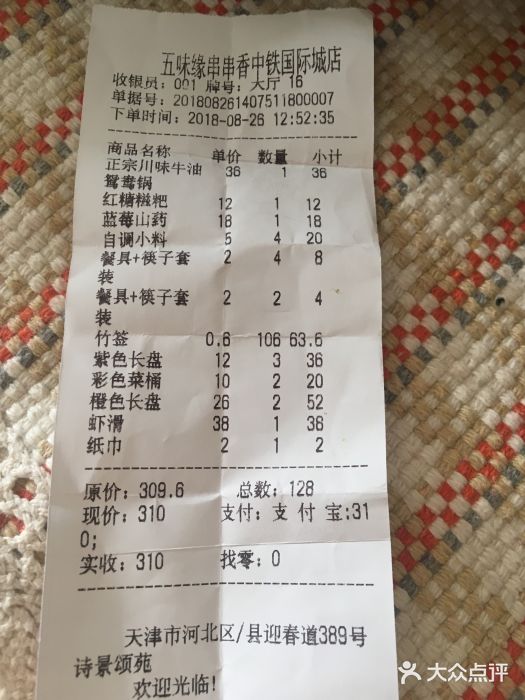 五味缘串串香中铁国际城店
收银员：001 牌号：大厅 16
单据号：201808261407511800007
下单时间：2018-08-26 12:52:35
商品名称 单价 数量 小计
正宗川味牛油 36 1 36
鸳鸯锅
红糖糍粑 12 1 12
蓝莓山药 18 1 18
自调小料 5 4 20
餐具+筷子套 2 4 8
装
餐具+筷子套 2 2 4
装
竹签 0.6 106 63.6
紫色长盘 12 3 36
彩色菜桶 10 2 20
橙色长盘 26 2 52
虾滑 38 1 38
纸巾 2 1 2
原价：309.6 总数：128
现价：310 支付：支 付 宝:31
0;
实收：310 找零：0
天津市河北区/县迎春道389号
诗景颂苑
欢迎光临!
大众点评